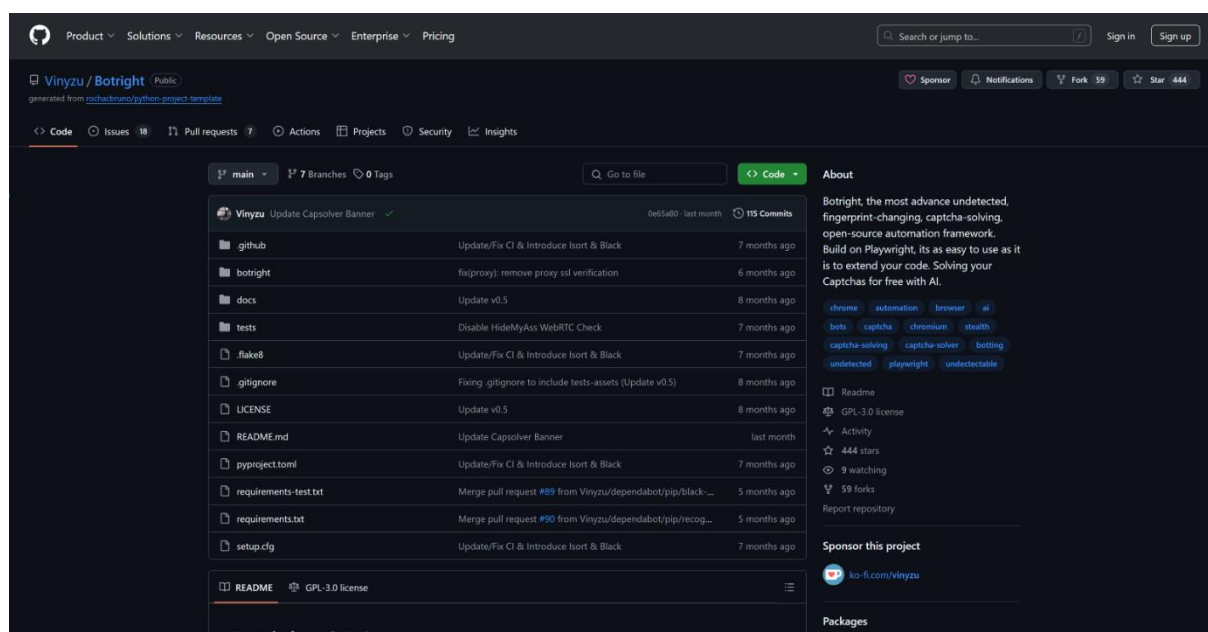 Product Solutions Resources Open Source Enterprise Pricing Search or jump to... / Sign in Sign up
Vinyzu / Botright Public Sponsor Notifications Fork 59 Star 444
generated from rochacbruno/python-project-template
Code Issues 18 Pull requests 7 Actions Projects Security Insights
main 7 Branches 0 Tags Go to file Code
Vinyzu Update Capsolver Banner 0e65a80 · last month 115 Commits
.github Update/Fix CI & Introduce Isort & Black 7 months ago
botright fix(proxy): remove proxy ssl verification 6 months ago
docs Update v0.5 8 months ago
tests Disable HideMyAss WebRTC Check 7 months ago
.flake8 Update/Fix CI & Introduce Isort & Black 7 months ago
.gitignore Fixing .gitignore to include tests-assets (Update v0.5) 8 months ago
LICENSE Update v0.5 8 months ago
README.md Update Capsolver Banner last month
pyproject.toml Update/Fix CI & Introduce Isort & Black 7 months ago
requirements-test.txt Merge pull request #89 from Vinyzu/dependabot/pip/black-... 5 months ago
requirements.txt Merge pull request #90 from Vinyzu/dependabot/pip/recog... 5 months ago
setup.cfg Update/Fix CI & Introduce Isort & Black 7 months ago
README GPL-3.0 license
About
Botright, the most advance undetected,
fingerprint-changing, captcha-solving,
open-source automation framework.
Build on Playwright, its as easy to use as it
is to extend your code. Solving your
Captchas for free with AI.
chrome automation browser ai
bots captcha chromium stealth
captcha-solving captcha-solver botting
undetected playwright undectectable
Readme
GPL-3.0 license
Activity
444 stars
9 watching
59 forks
Report repository
Sponsor this project
ko-fi.com/vinyzu
Packages